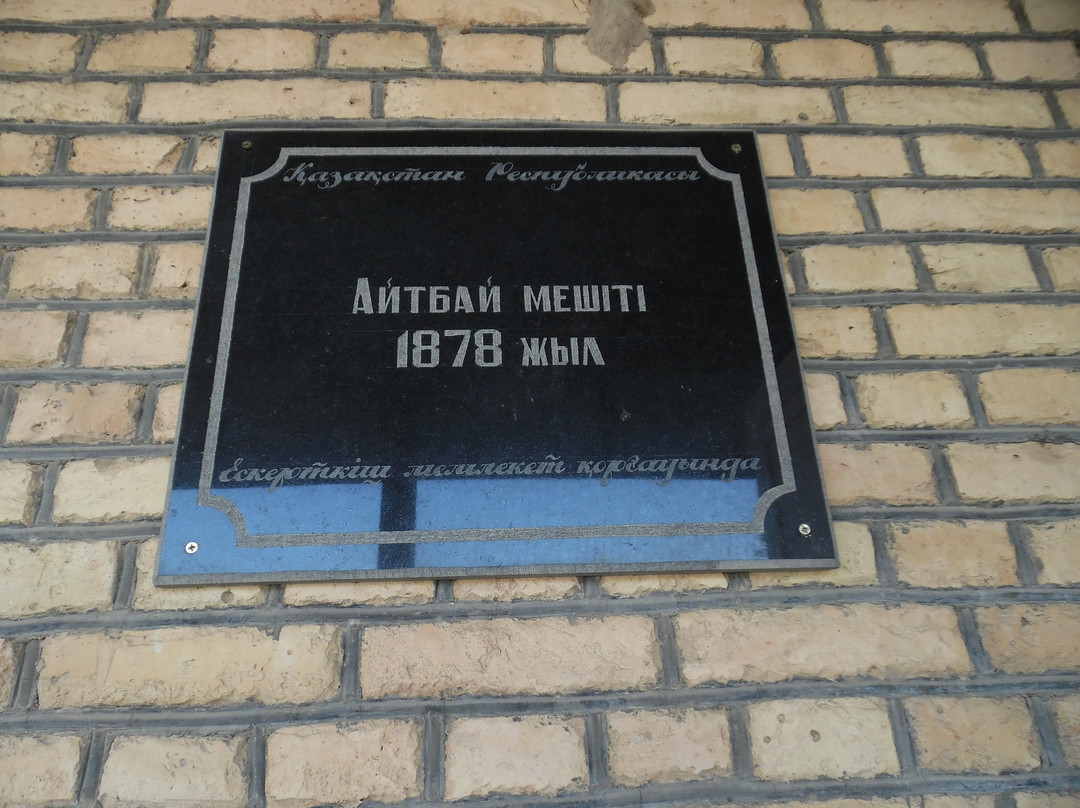 Қазақстан Республикасы
Айтбай мешіті
1878 жыл
Ескерткіш мемлекет қорғауында